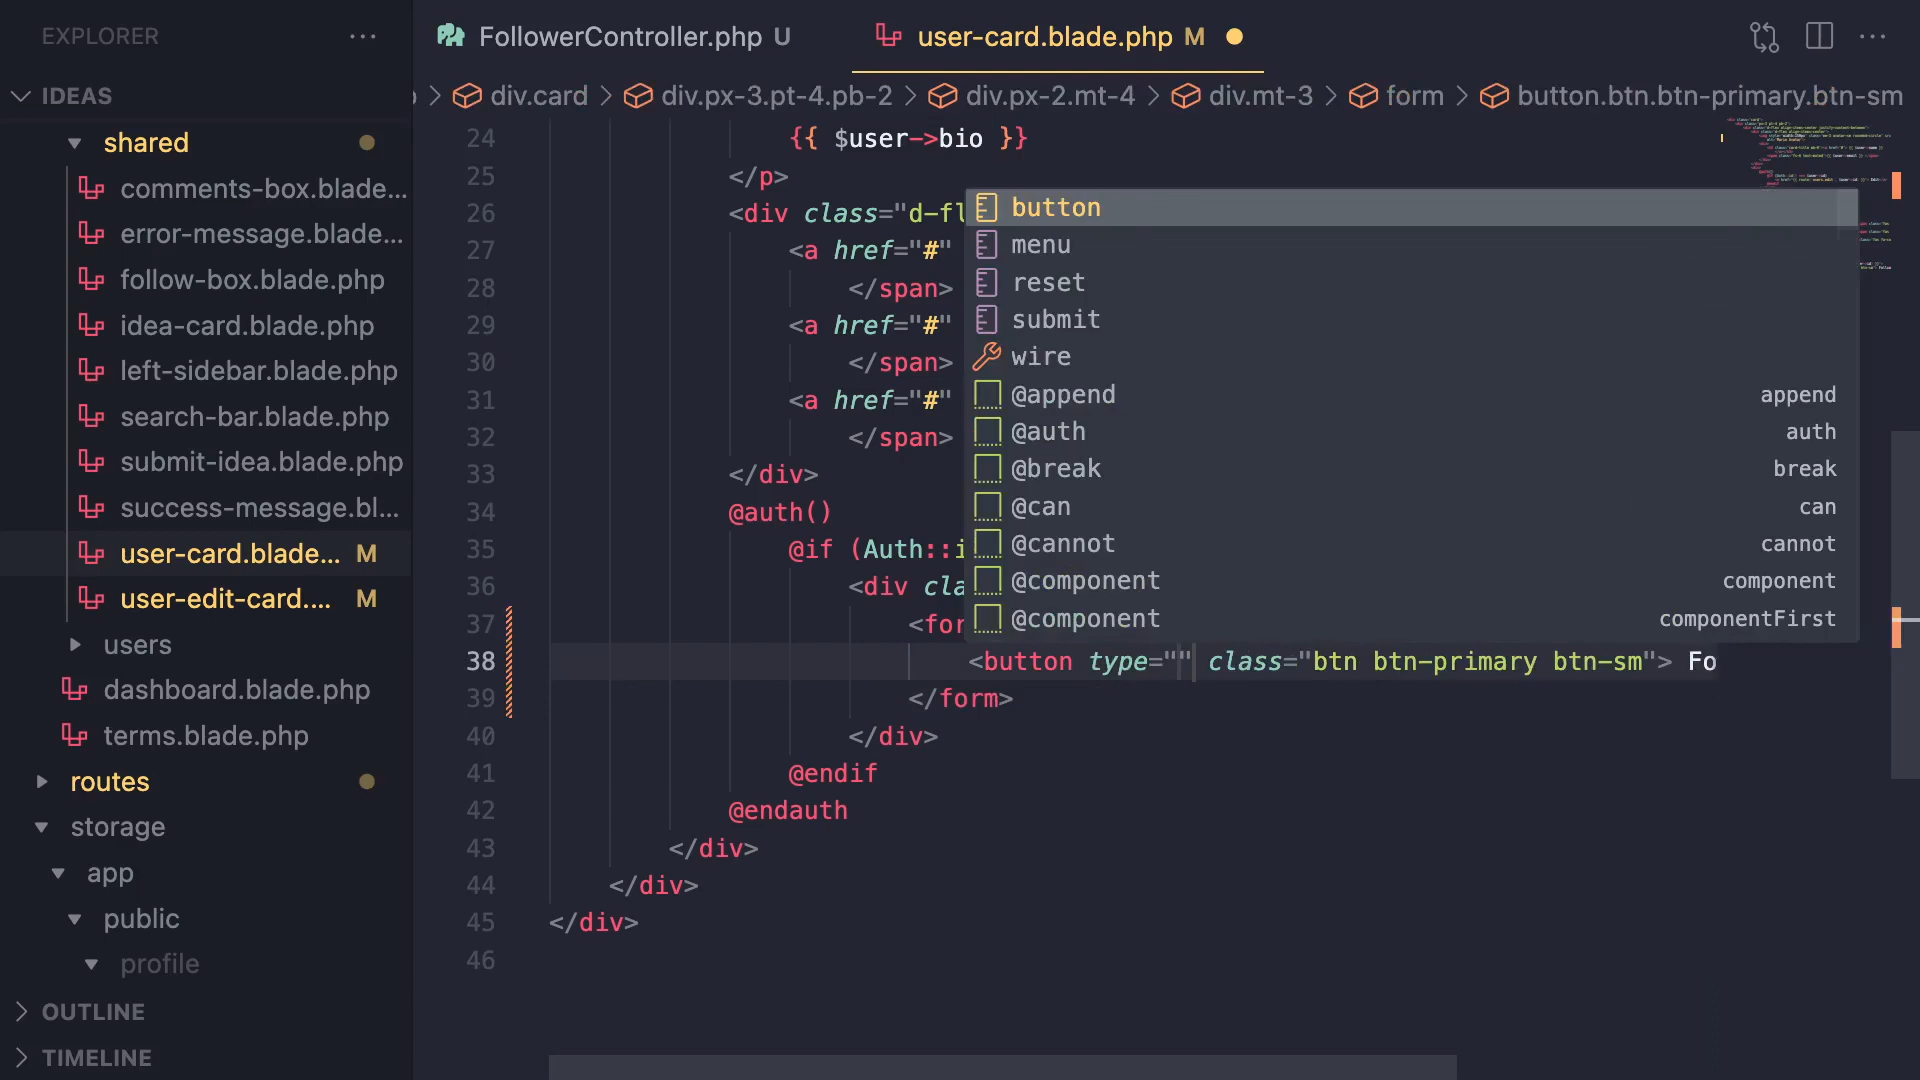 EXPLORER
IDEAS
shared
comments-box.blade...
error-message.blade...
follow-box.blade.php
idea-card.blade.php
left-sidebar.blade.php
search-bar.blade.php
submit-idea.blade.php
success-message.bl...
user-card.blade... M
user-edit-card.... M
users
dashboard.blade.php
terms.blade.php
routes
storage
app
public
profile
OUTLINE
TIMELINE
FollowerController.php U
user-card.blade.php M
div.card > div.px-3.pt-4.pb-2 > div.px-2.mt-4 > div.mt-3 > form > button.btn.btn-primary.btn-sm
24 {{ $user->bio }}
25 </p>
26 <div class="d-fl
27 <a href="#"
28 </span>
29 <a href="#"
30 </span>
31 <a href="#"
32 </span>
33 </div>
34 @auth()
35 @if (Auth::i
36 <div cla
37 <for
38 <button type="" class="btn btn-primary btn-sm"> Fo
39 </form>
40 </div>
41 @endif
42 @endauth
43 </div>
44 </div>
45 </div>
46
button
menu
reset
submit
wire
@append append
@auth auth
@break break
@can can
@cannot cannot
@component component
@component componentFirst